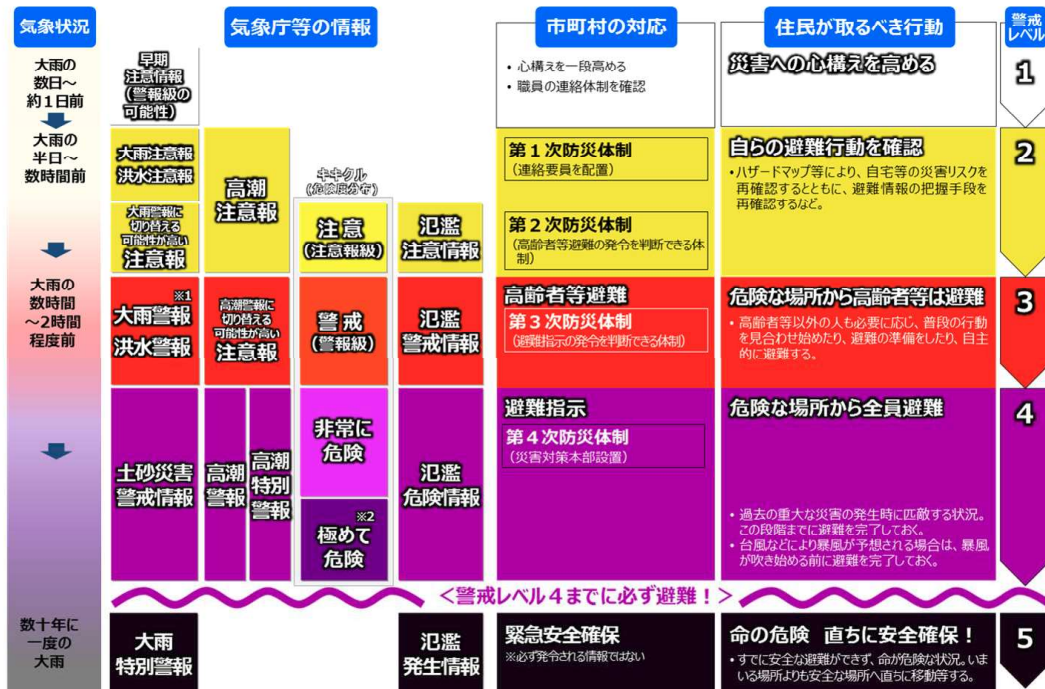 気象状況
気象庁等の情報
市町村の対応
住民が取るべき行動
警戒
レベル
大雨の
数日~
約1日前
早期
注意情報
(警報級の
可能性)
・心構えを一段高める
・職員の連絡体制を確認
災害への心構えを高める
1
大雨の
半日~
数時間前
大雨注意報
洪水注意報
大雨警報に
切り替える
可能性が高い
注意報
高潮
注意報
キキクル
(危険度分布)
注意
(注意報級)
氾濫
注意情報
第1次防災体制
(連絡要員を配置)
第2次防災体制
(高齢者等避難の発令を判断できる体
制)
自らの避難行動を確認
・ハザードマップ等により、自宅等の災害リスクを
再確認するとともに、避難情報の把握手段を
再確認するなど。
2
大雨の
数時間
~2時間
程度前
※1
大雨警報
洪水警報
高潮警報に
切り替える
可能性が高い
注意報
警戒
(警報級)
氾濫
警戒情報
高齢者等避難
第3次防災体制
(避難指示の発令を判断できる体制)
危険な場所から高齢者等は避難
・高齢者等以外の人も必要に応じ、普段の行動
を見合わせ始めたり、避難の準備をしたり、自主
的に避難する。
3
土砂災害
警戒情報
高潮
警報
高潮
特別
警報
非常に
危険
※2
極めて
危険
氾濫
危険情報
避難指示
第4次防災体制
(災害対策本部設置)
危険な場所から全員避難
・過去の重大な災害の発生時に匹敵する状況。
この段階までに避難を完了しておく。
・台風などにより暴風が予想される場合は、暴風
が吹き始める前に避難を完了しておく。
4
<警戒レベル4までに必ず避難!>
数十年に
一度の
大雨
大雨
特別警報
氾濫
発生情報
緊急安全確保
※必ず発令される情報ではない
命の危険 直ちに安全確保!
・すでに安全な避難ができず、命が危険な状況。いま
いる場所よりも安全な場所へ直ちに移動等する。
5